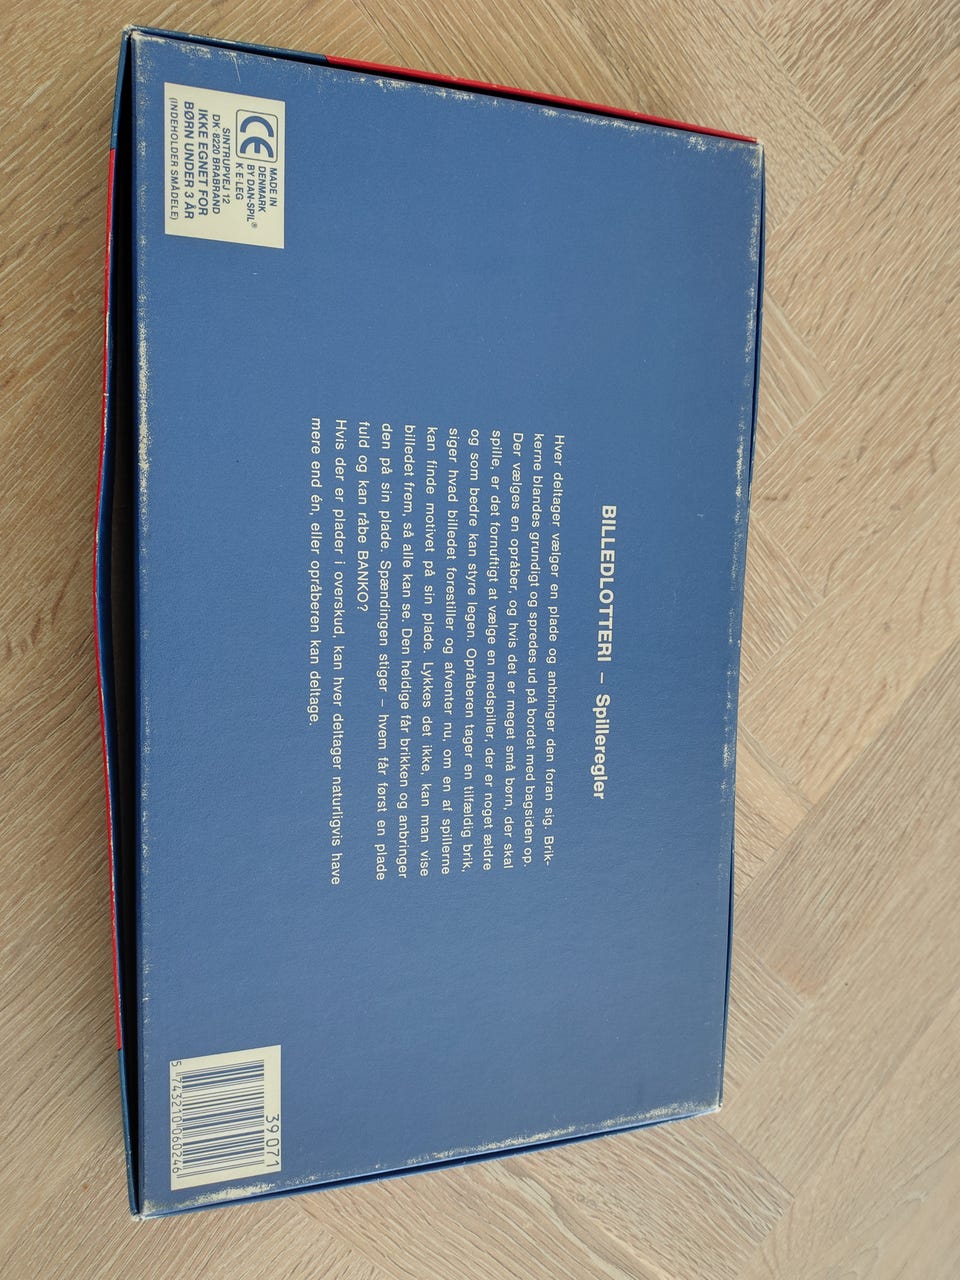 BILLEDLOTTERI – Spilleregler
Hver deltager vælger en plade og anbringer den foran sig. Brik-
kerne blandes grundigt og spredes ud på bordet med bagsiden op.
Der vælges en opråber, og hvis det er meget små børn, der skal
spille, er det fornuftigt at vælge en medspiller, der er noget ældre
og som bedre kan styre legen. Opråberen tager en tilfældig brik,
siger hvad billedet forestiller og afventer nu, om en af spillerne
kan finde motivet på sin plade. Lykkes det ikke, kan man vise
billedet frem, så alle kan se. Den heldige får brikken og anbringer
den på sin plade. Spændingen stiger – hvem får først en plade
fuld og kan råbe BANKO?
Hvis der er plader i overskud, kan hver deltager naturligvis have
mere end én, eller opråberen kan deltage.
CE
MADE IN
DENMARK
BY DAN-SPIL®
K·E LEG
SINTRUPVEJ 12
DK-8220 BRABRAND
IKKE EGNET FOR
BØRN UNDER 3 ÅR
(INDEHOLDER SMÅDELE)
39 071
5 743210 060246